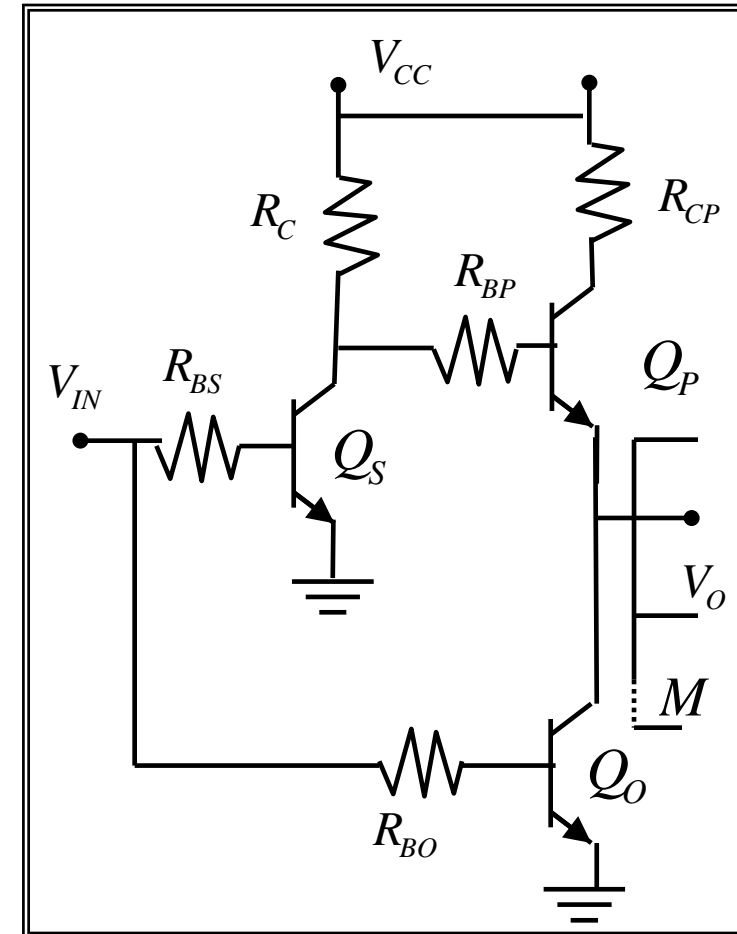 V_CC
R_C
R_CP
R_BP
V_IN
R_BS
Q_P
Q_S
V_O
M
Q_O
R_BO